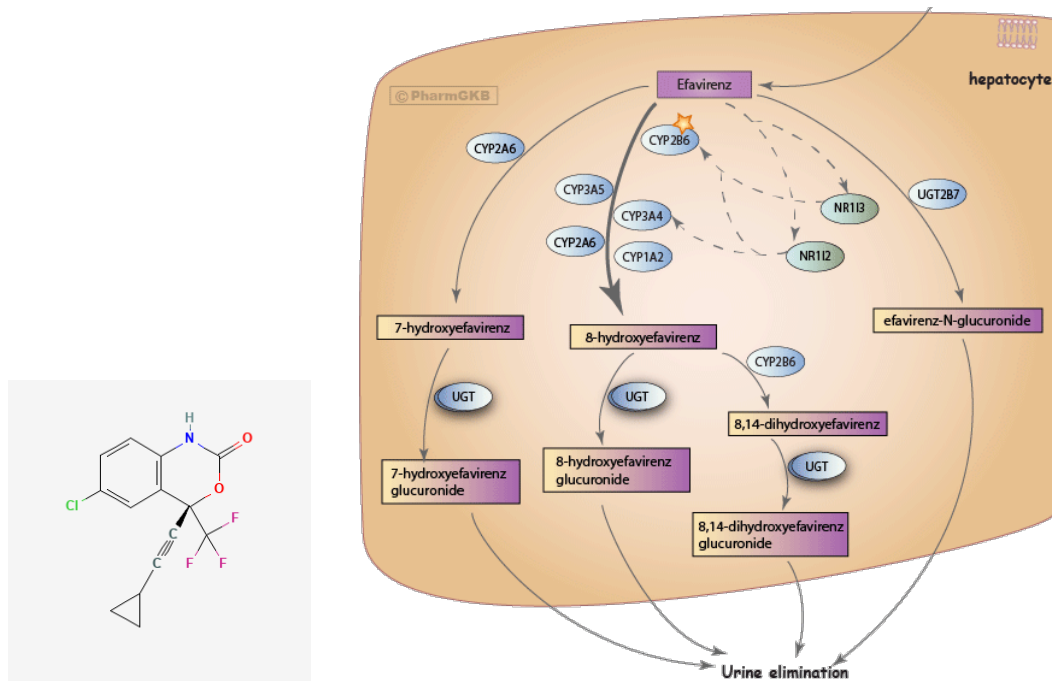 hepatocyte
© PharmGKB
Efavirenz
CYP2B6
CYP2A6
CYP3A5
CYP3A4
CYP2A6
CYP1A2
NR1I3
NR1I2
UGT2B7
7-hydroxyefavirenz
8-hydroxyefavirenz
efavirenz-N-glucuronide
CYP2B6
UGT
UGT
8,14-dihydroxyefavirenz
UGT
7-hydroxyefavirenz
glucuronide
8-hydroxyefavirenz
glucuronide
8,14-dihydroxyefavirenz
glucuronide
Urine elimination
H
N
O
O
Cl
F
F
F
C
C